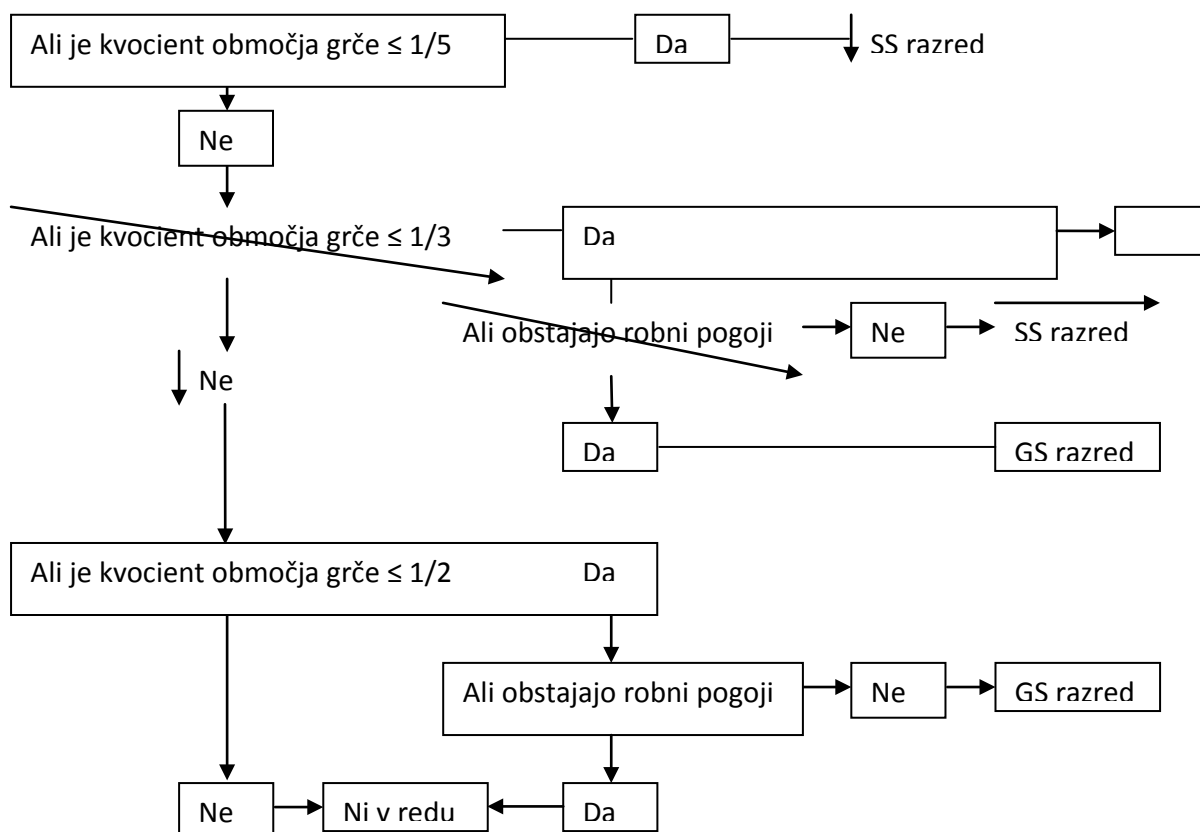 Ali je kvocient območja grče ≤ 1/5
Da
SS razred
Ne
Ali je kvocient območja grče ≤ 1/3
Da
Ali obstajajo robni pogoji
Ne
SS razred
Ne
Da
GS razred
Ali je kvocient območja grče ≤ 1/2
Da
Ali obstajajo robni pogoji
Ne
GS razred
Ne
Ni v redu
Da